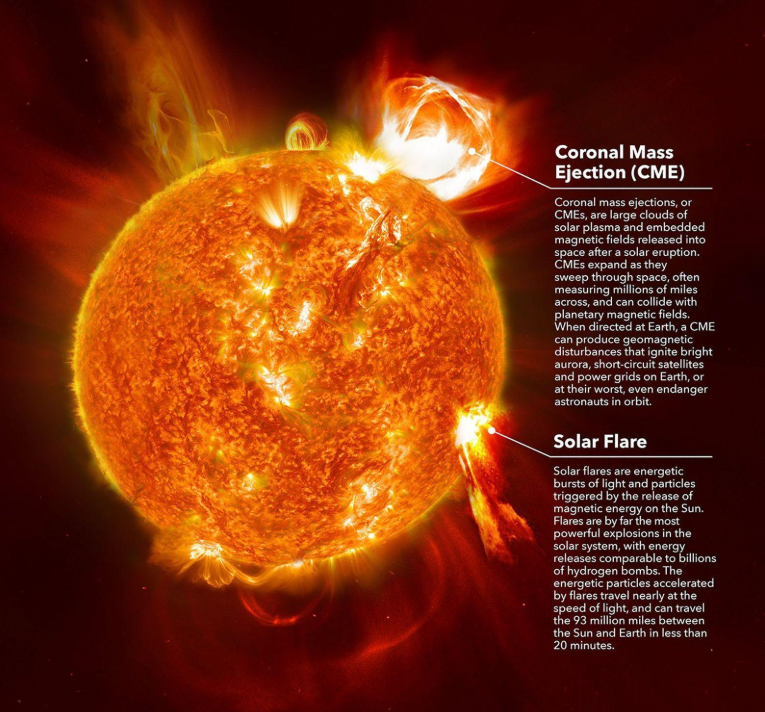 Coronal Mass
Ejection (CME)
Coronal mass ejections, or
CMEs, are large clouds of
solar plasma and embedded
magnetic fields released into
space after a solar eruption.
CMEs expand as they
sweep through space, often
measuring millions of miles
across, and can collide with
planetary magnetic fields.
When directed at Earth, a CME
can produce geomagnetic
disturbances that ignite bright
aurora, short-circuit satellites
and power grids on Earth, or
at their worst, even endanger
astronauts in orbit.
Solar Flare
Solar flares are energetic
bursts of light and particles
triggered by the release of
magnetic energy on the Sun.
Flares are by far the most
powerful explosions in the
solar system, with energy
releases comparable to billions
of hydrogen bombs. The
energetic particles accelerated
by flares travel nearly at the
speed of light, and can travel
the 93 million miles between
the Sun and Earth in less than
20 minutes.